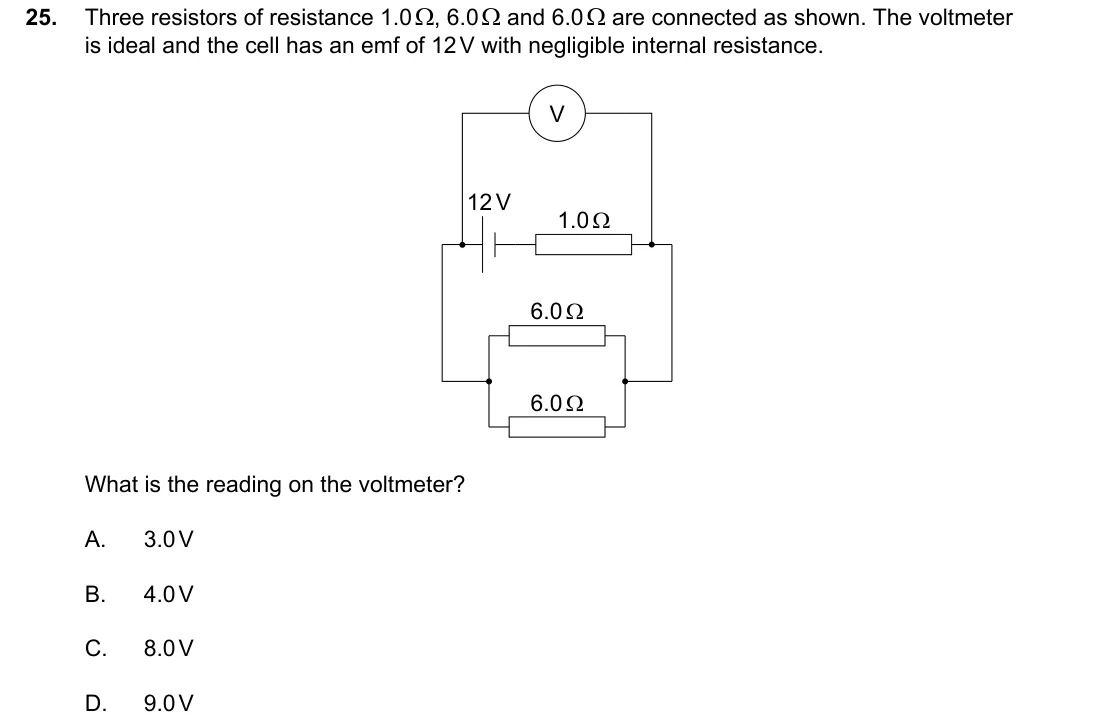 25. Three resistors of resistance 1.0Ω, 6.0Ω and 6.0Ω are connected as shown. The voltmeter
is ideal and the cell has an emf of 12V with negligible internal resistance.
V
12V
1.0Ω
6.0Ω
6.0Ω
What is the reading on the voltmeter?
A. 3.0V
B. 4.0V
C. 8.0V
D. 9.0V